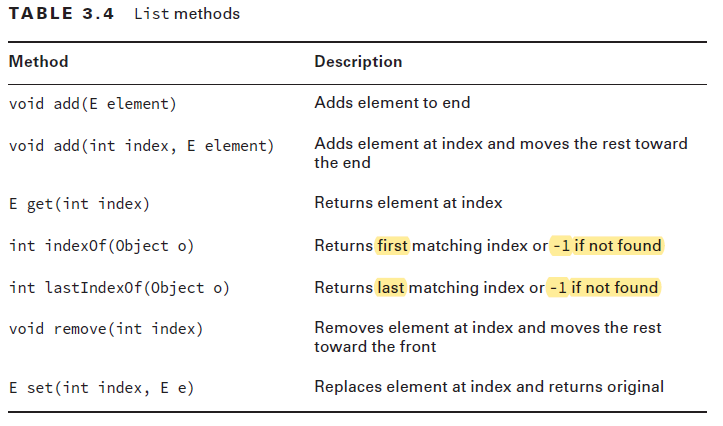 TABLE 3.4 List methods
Method Description
void add(E element) Adds element to end
void add(int index, E element) Adds element at index and moves the rest toward
the end
E get(int index) Returns element at index
int indexOf(Object o) Returns first matching index or -1 if not found
int lastIndexOf(Object o) Returns last matching index or -1 if not found
void remove(int index) Removes element at index and moves the rest
toward the front
E set(int index, E e) Replaces element at index and returns original